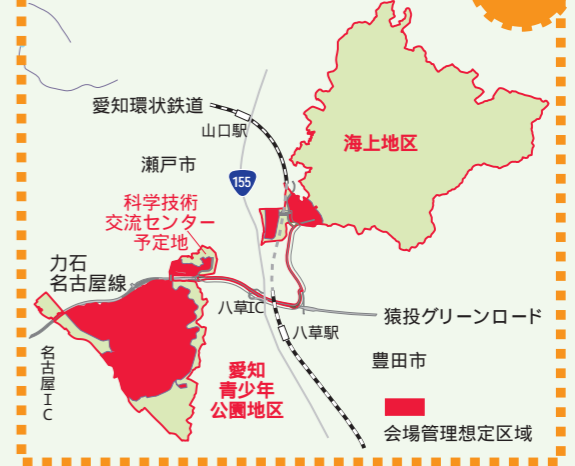 愛知環状鉄道
山口駅
海上地区
瀬戸市
155
科学技術
交流センター
予定地
力石
名古屋線
八草IC
猿投グリーンロード
八草駅
名古屋IC
豊田市
愛知
青少年
公園地区
会場管理想定区域